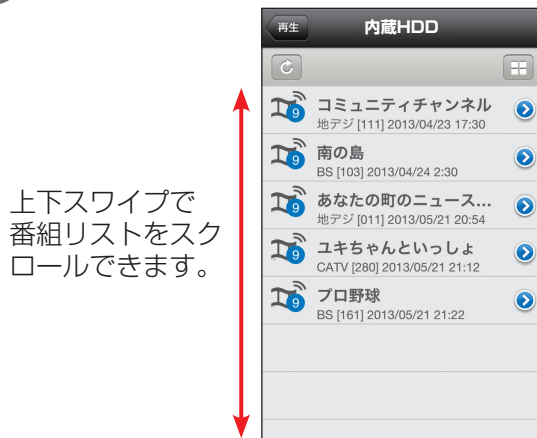 再生
内蔵HDD
コミュニティチャンネル
9
地デジ [111] 2013/04/23 17:30
南の島
9
BS [103] 2013/04/24 2:30
あなたの町のニュース...
9
地デジ [011] 2013/05/21 20:54
ユキちゃんといっしょ
9
CATV [280] 2013/05/21 21:12
プロ野球
9
BS [161] 2013/05/21 21:22
上下スワイプで
番組リストをスク
ロールできます。